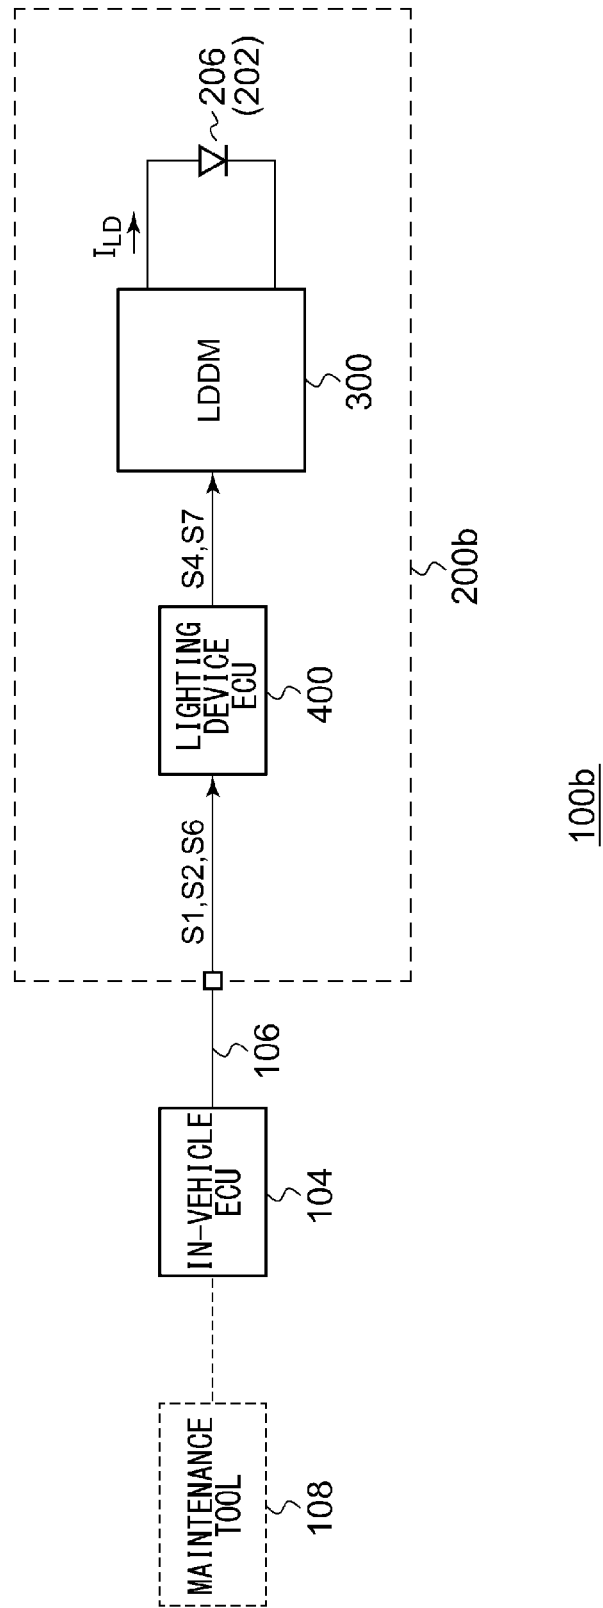 MAINTENANCE
TOOL
108
IN-VEHICLE
ECU
104
106
S1,S2,S6
LIGHTING
DEVICE
ECU
400
S4,S7
LDDM
300
ILD
206
(202)
200b
100b